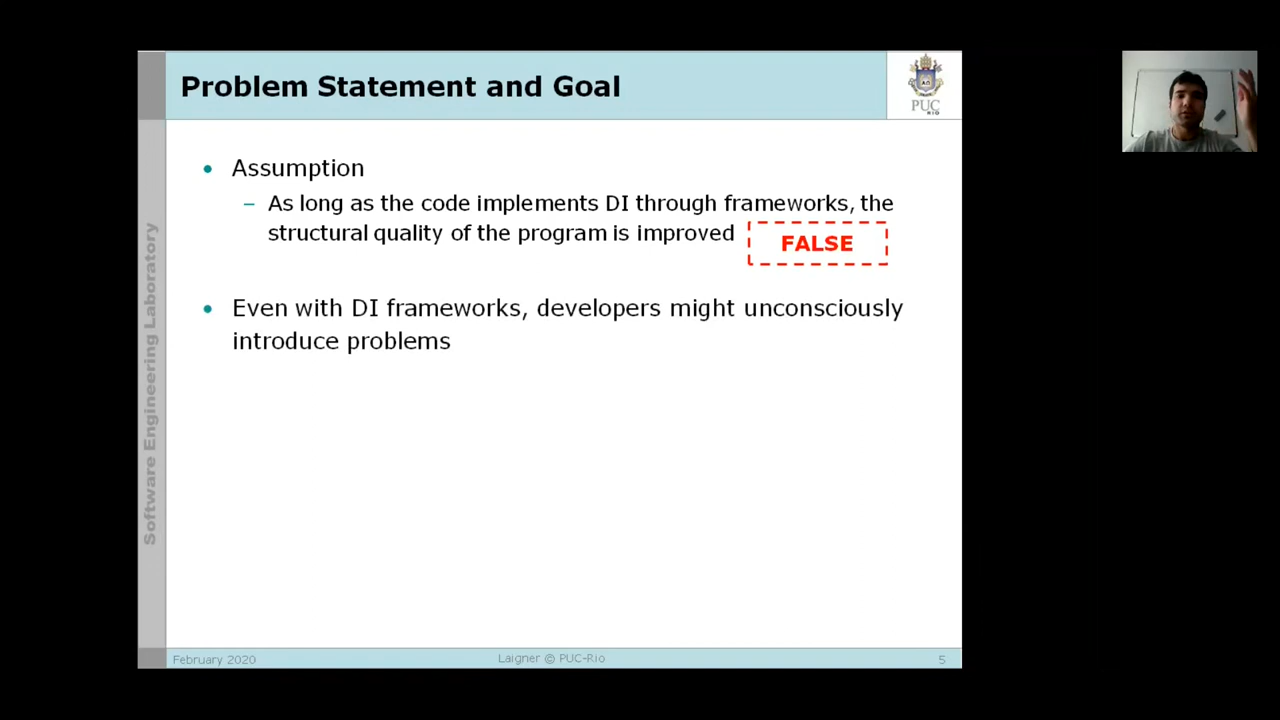 Problem Statement and Goal
PUC
RIO
Assumption
– As long as the code implements DI through frameworks, the
structural quality of the program is improved
FALSE
Even with DI frameworks, developers might unconsciously
introduce problems
Software Engineering Laboratory
February 2020
Laigner © PUC-Rio
5